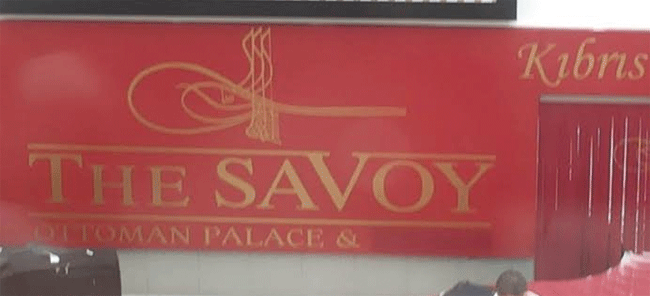 THE SAVOY
OTTOMAN PALACE &
Kıbrıs